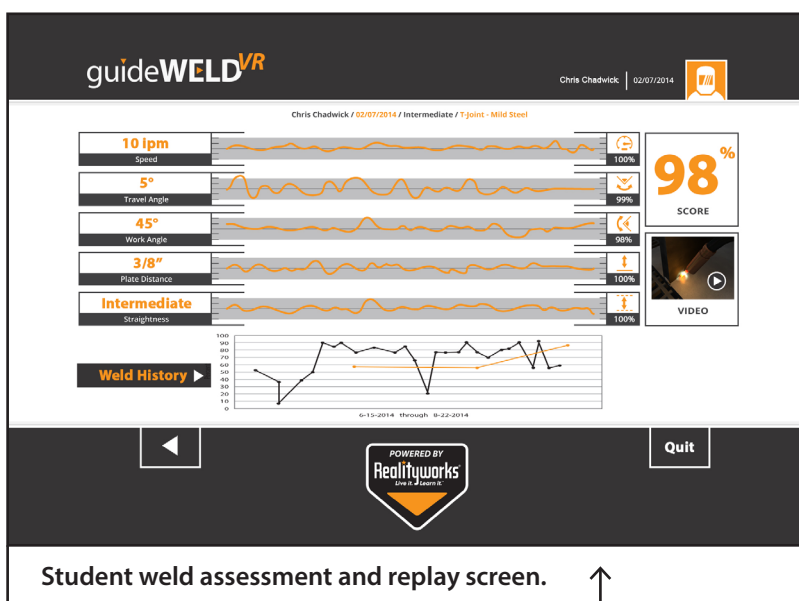 guideWELD VR
Chris Chadwick 02/07/2014
Chris Chadwick / 02/07/2014 / Intermediate / T-Joint - Mild Steel
10 ipm
Speed
100%
5°
Travel Angle
99%
45°
Work Angle
98%
3/8"
Plate Distance
100%
Intermediate
Straightness
100%
98%
SCORE
VIDEO
Weld History
100
90
80
70
60
50
40
30
20
10
0
6-15-2014 through 8-22-2014
Quit
POWERED BY
Realityworks
Live it. Learn it.
Student weld assessment and replay screen.